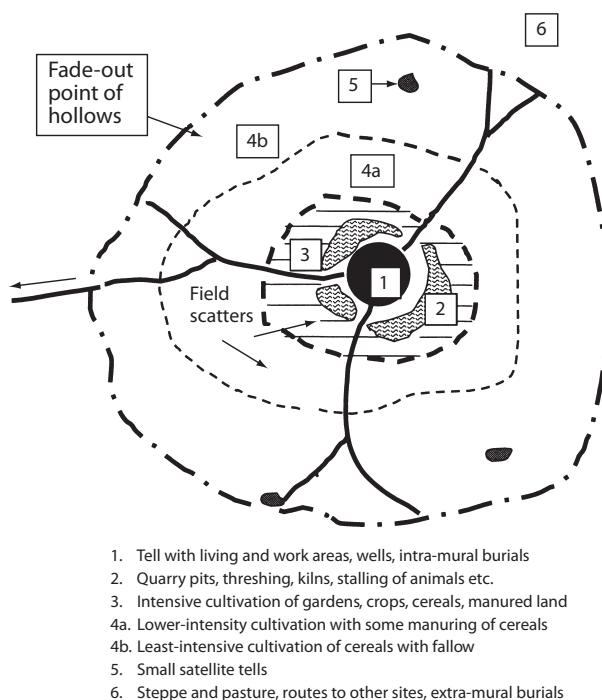 6
Fade-out
point of
hollows
5
4b
4a
3
1
Field
scatters
2
1. Tell with living and work areas, wells, intra-mural burials
2. Quarry pits, threshing, kilns, stalling of animals etc.
3. Intensive cultivation of gardens, crops, cereals, manured land
4a. Lower-intensity cultivation with some manuring of cereals
4b. Least-intensive cultivation of cereals with fallow
5. Small satellite tells
6. Steppe and pasture, routes to other sites, extra-mural burials